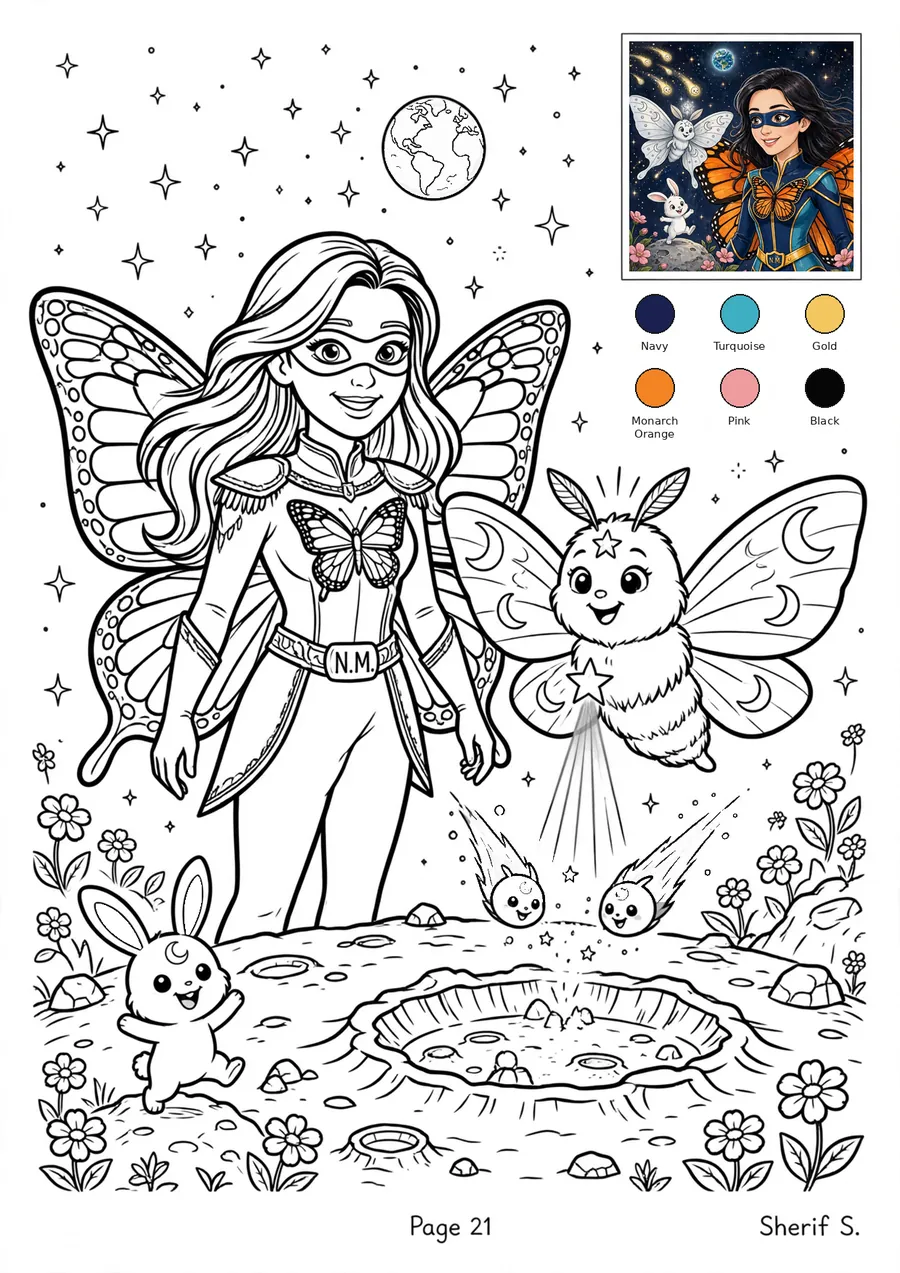 N.M.
Navy
Turquoise
Gold
Monarch
Orange
Pink
Black
N.M.
Page 21
Sherif S.